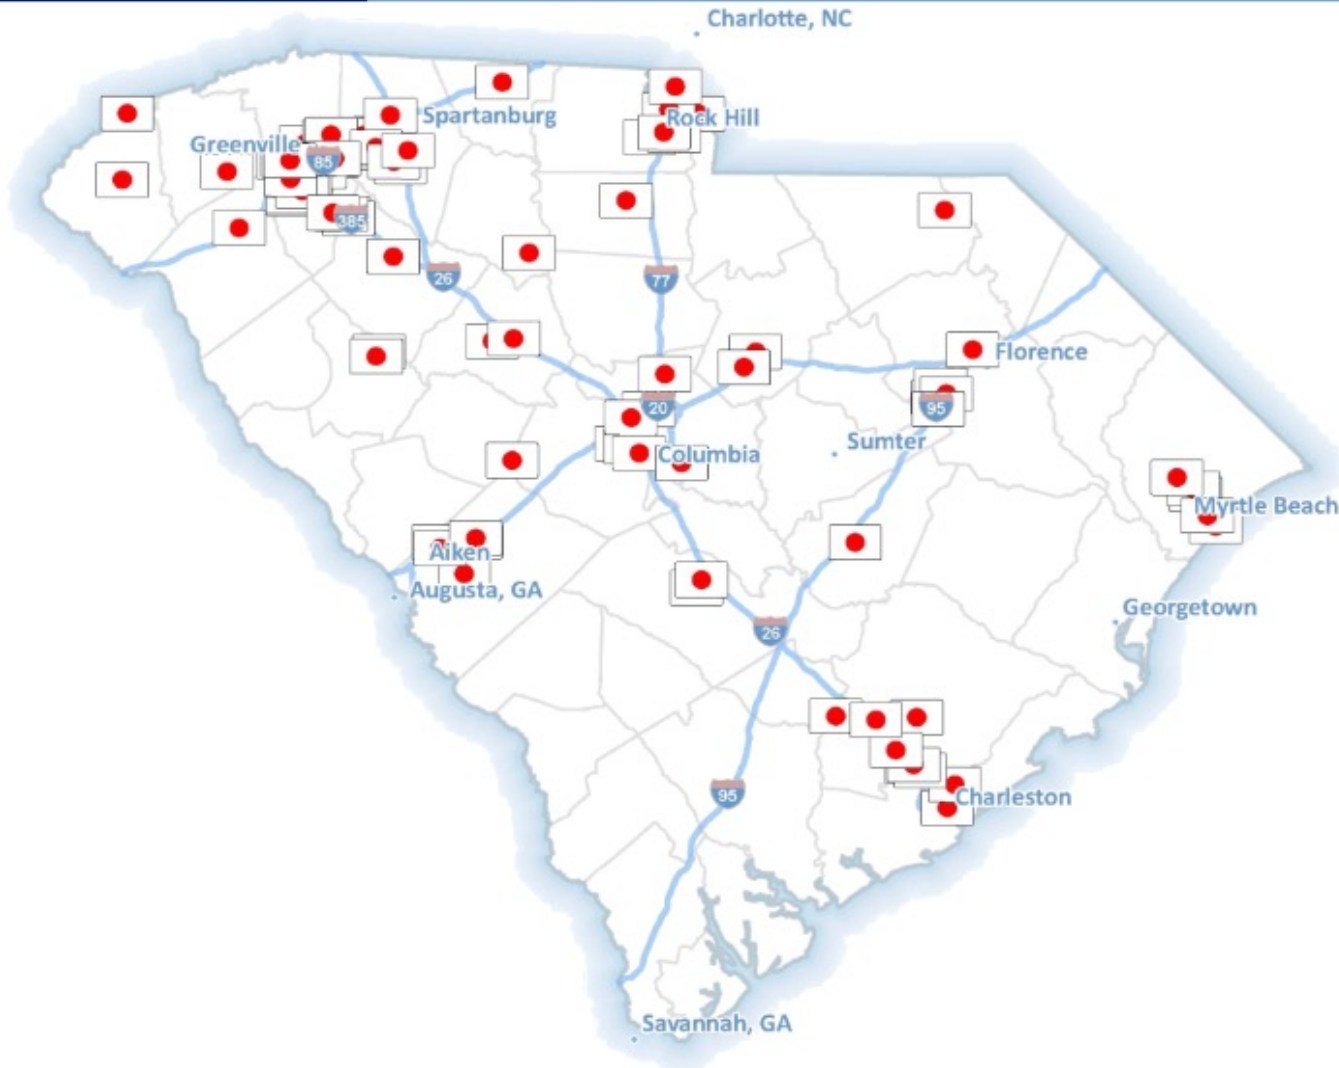 Charlotte, NC
Spartanburg
Rock Hill
Greenville
85
385
26
77
Florence
20
95
Sumter
Columbia
Myrtle Beach
Aiken
Augusta, GA
Georgetown
26
95
Charleston
Savannah, GA